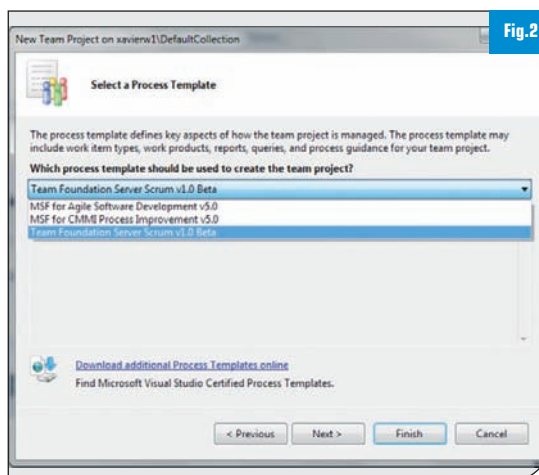 Fig.2
New Team Project on xavierw1\DefaultCollection
Select a Process Template
The process template defines key aspects of how the team project is managed. The process template may
include work item types, work products, reports, queries, and process guidance for your team project.
Which process template should be used to create the team project?
Team Foundation Server Scrum v1.0 Beta
MSF for Agile Software Development v5.0
MSF for CMMI Process Improvement v5.0
Team Foundation Server Scrum v1.0 Beta
Download additional Process Templates online
Find Microsoft Visual Studio Certified Process Templates.
< Previous
Next >
Finish
Cancel